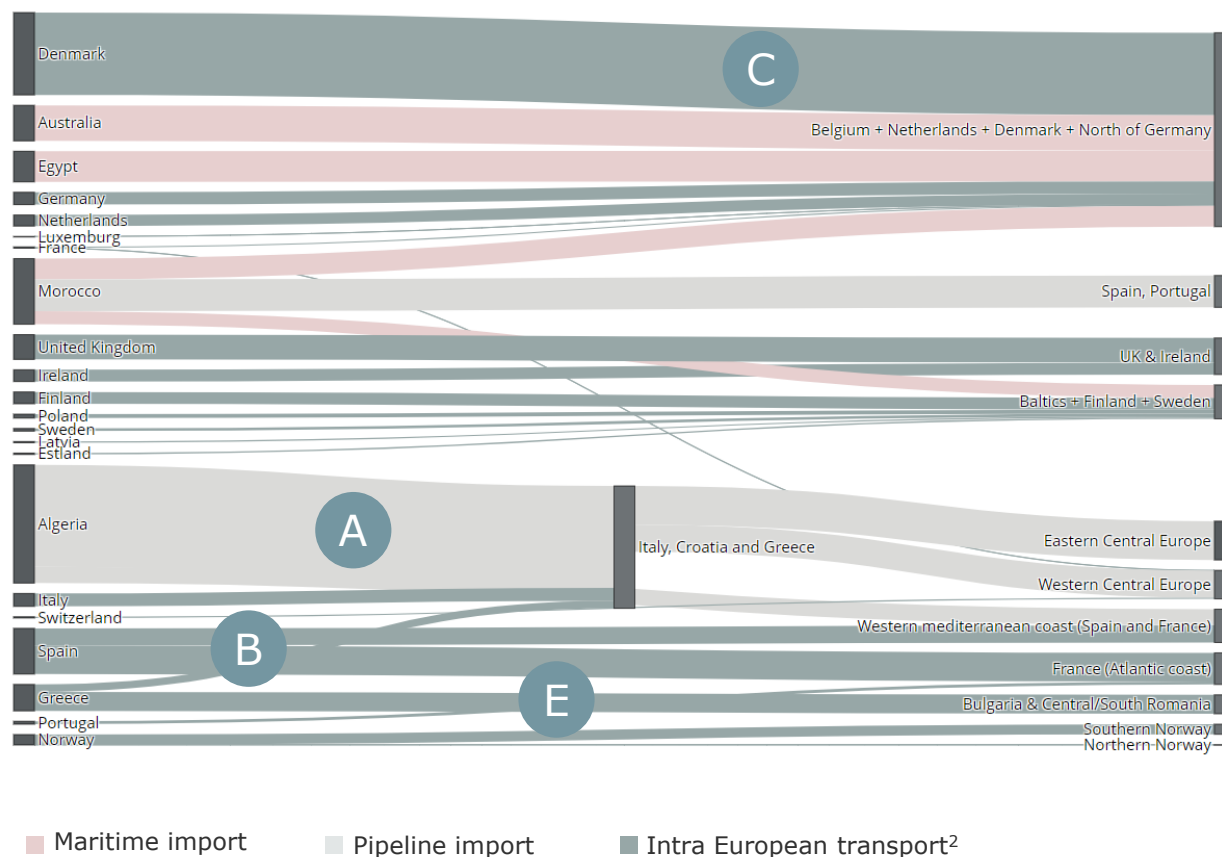 Denmark
C
Australia
Belgium + Netherlands + Denmark + North of Germany
Egypt
Germany
Netherlands
Luxemburg
France
Morocco
Spain, Portugal
United Kingdom
UK & Ireland
Ireland
Finland
Baltics + Finland + Sweden
Poland
Sweden
Latvia
Estland
Algeria
A
Italy, Croatia and Greece
Eastern Central Europe
Western Central Europe
Italy
Switzerland
Western mediterranean coast (Spain and France)
Spain
B
France (Atlantic coast)
Greece
E
Bulgaria & Central/South Romania
Portugal
Southern Norway
Norway
Northern Norway
Maritime import Pipeline import Intra European transport²